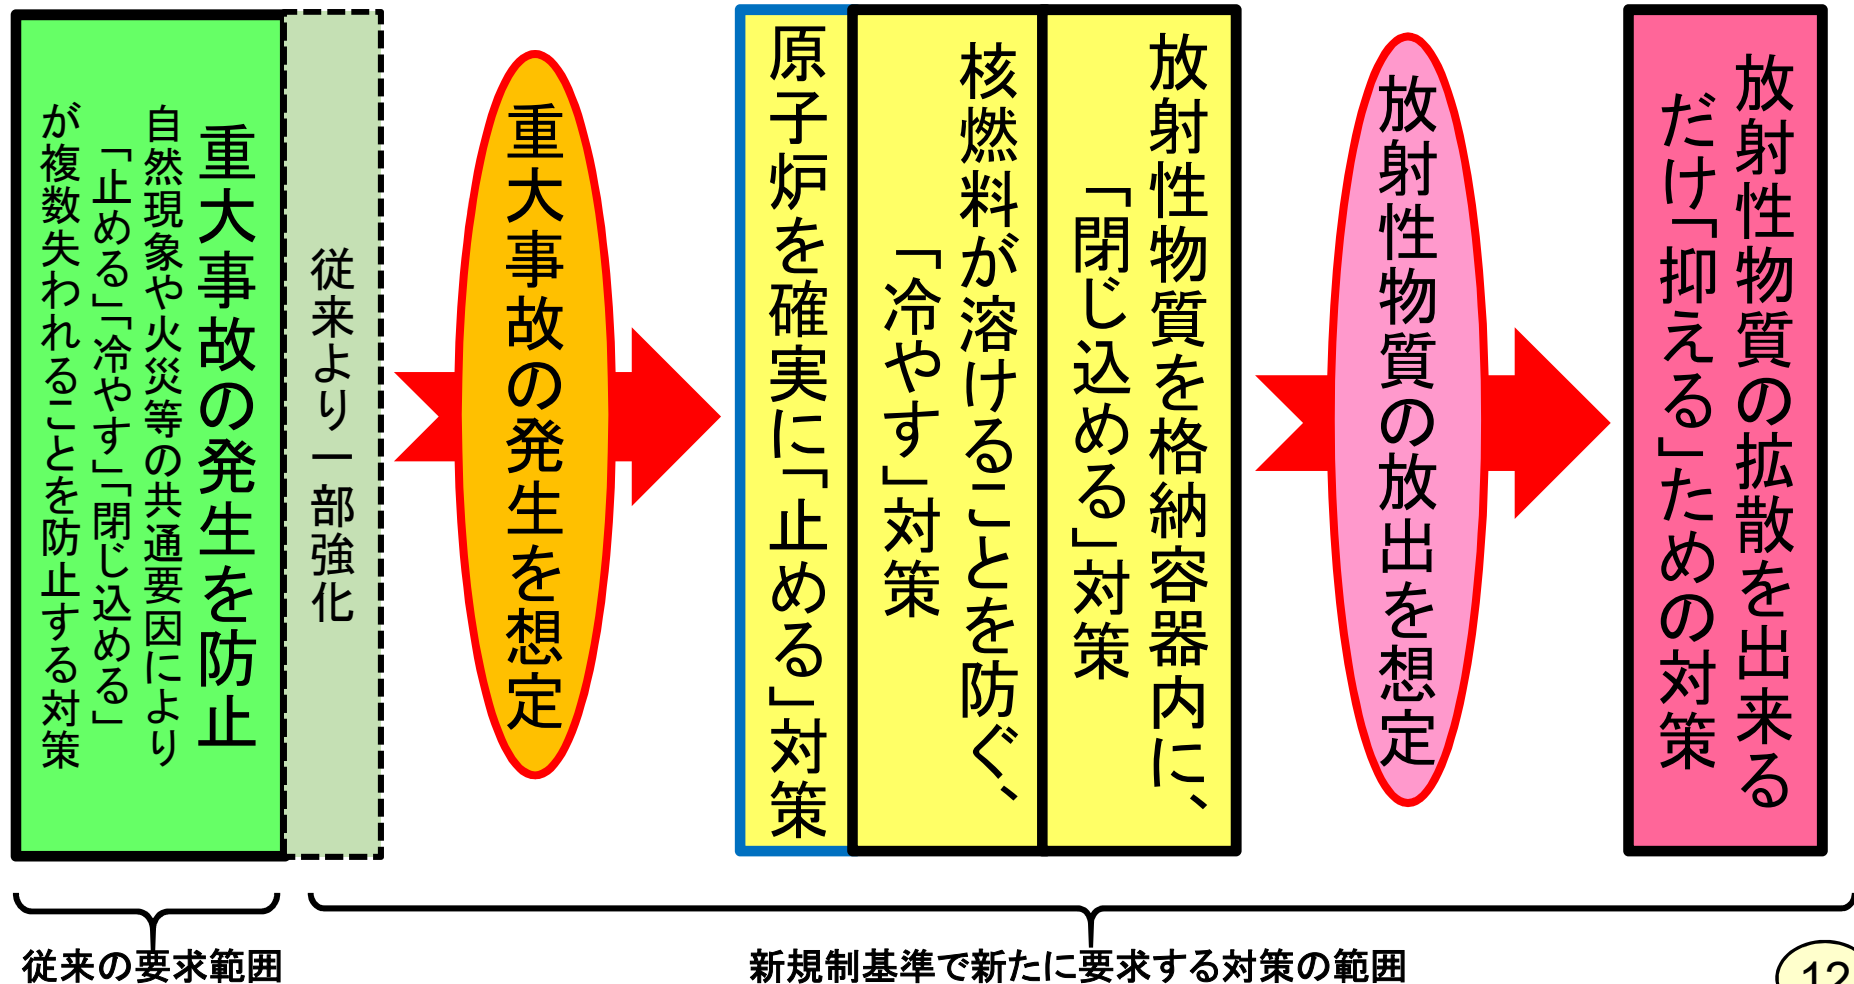 重大事故の発生を防止
自然現象や火災等の共通要因により
「止める」「冷やす」「閉じ込める」
が複数失われることを防止する対策
従来より一部強化
重大事故の発生を想定
原子炉を確実に「止める」対策
核燃料が溶けることを防ぐ、
「冷やす」対策
放射性物質を格納容器内に、
「閉じ込める」対策
放射性物質の放出を想定
放射性物質の拡散を出来る
だけ「抑える」ための対策
従来の要求範囲
新規制基準で新たに要求する対策の範囲
12